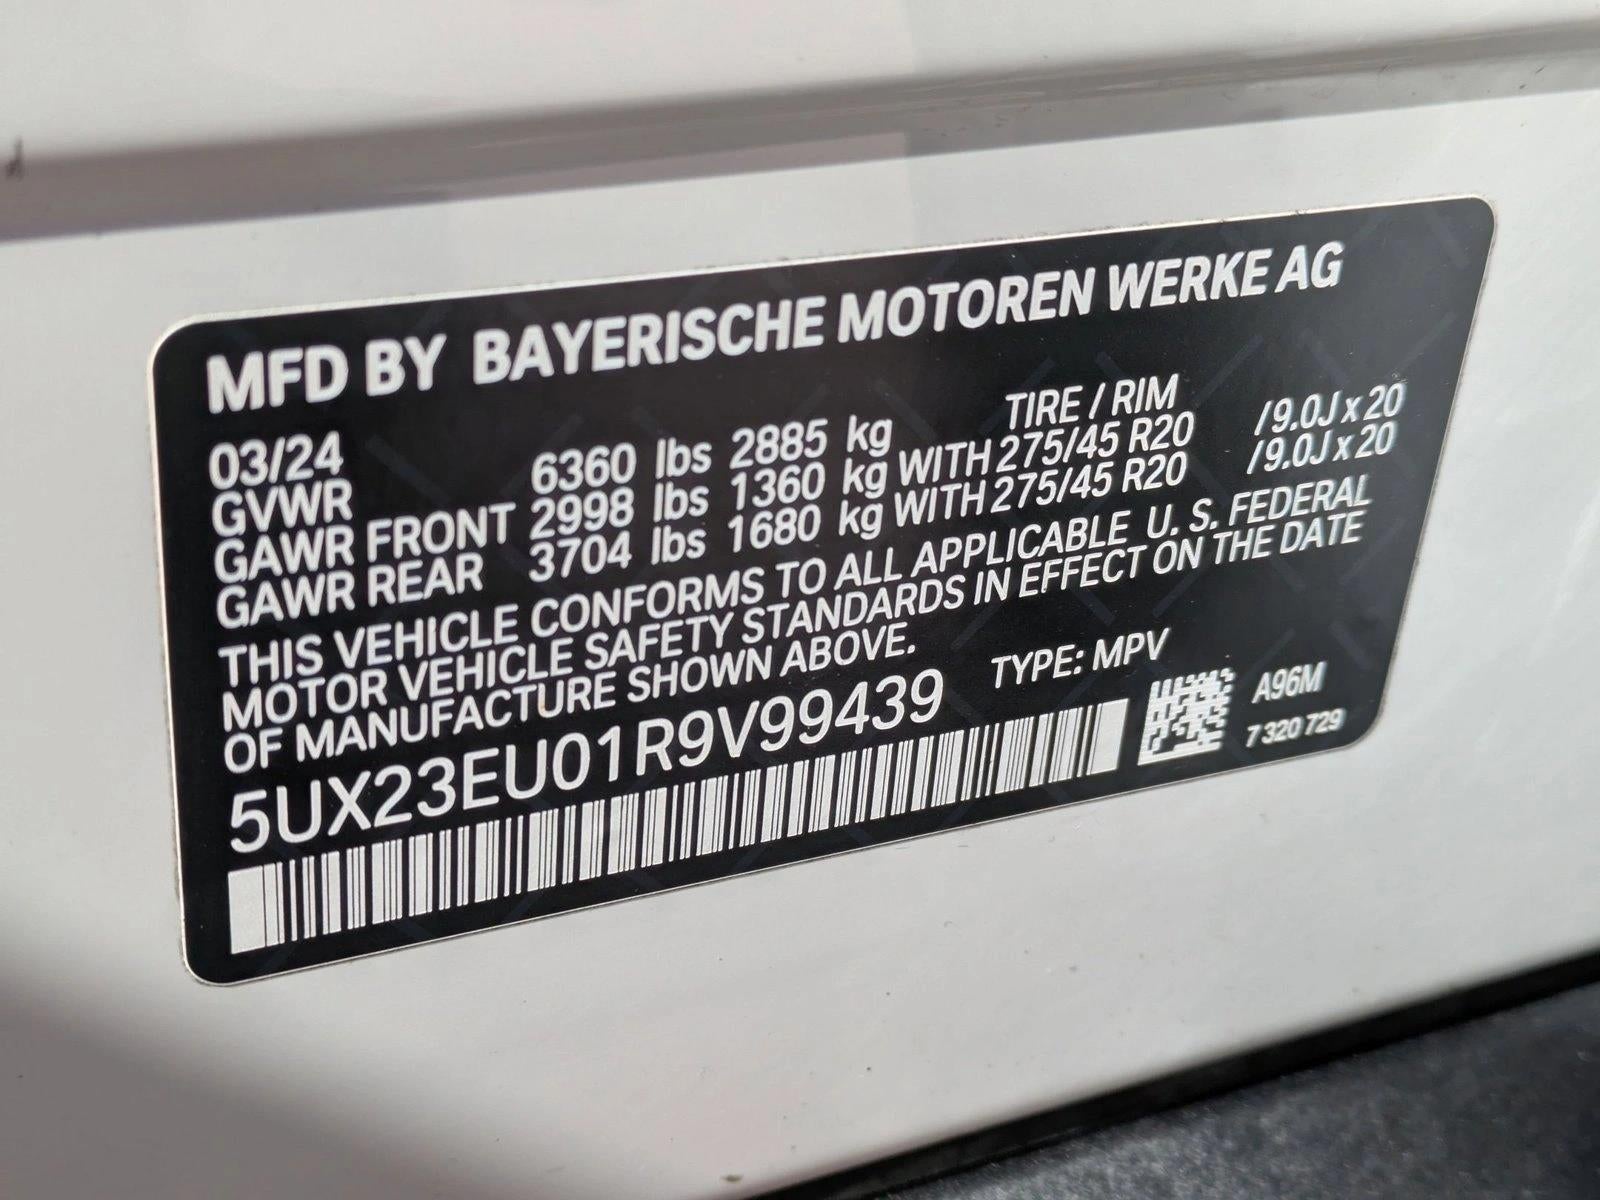 MFD BY BAYERISCHE MOTOREN WERKE AG
03/24 TIRE / RIM
GVWR 6360 lbs 2885 kg
GAWR FRONT 2998 lbs 1360 kg WITH 275/45 R20 /9.0J x 20
GAWR REAR 3704 lbs 1680 kg WITH 275/45 R20 /9.0J x 20
THIS VEHICLE CONFORMS TO ALL APPLICABLE U. S. FEDERAL
MOTOR VEHICLE SAFETY STANDARDS IN EFFECT ON THE DATE
OF MANUFACTURE SHOWN ABOVE.
TYPE: MPV
5UX23EU01R9V99439
A96M
7 320 729